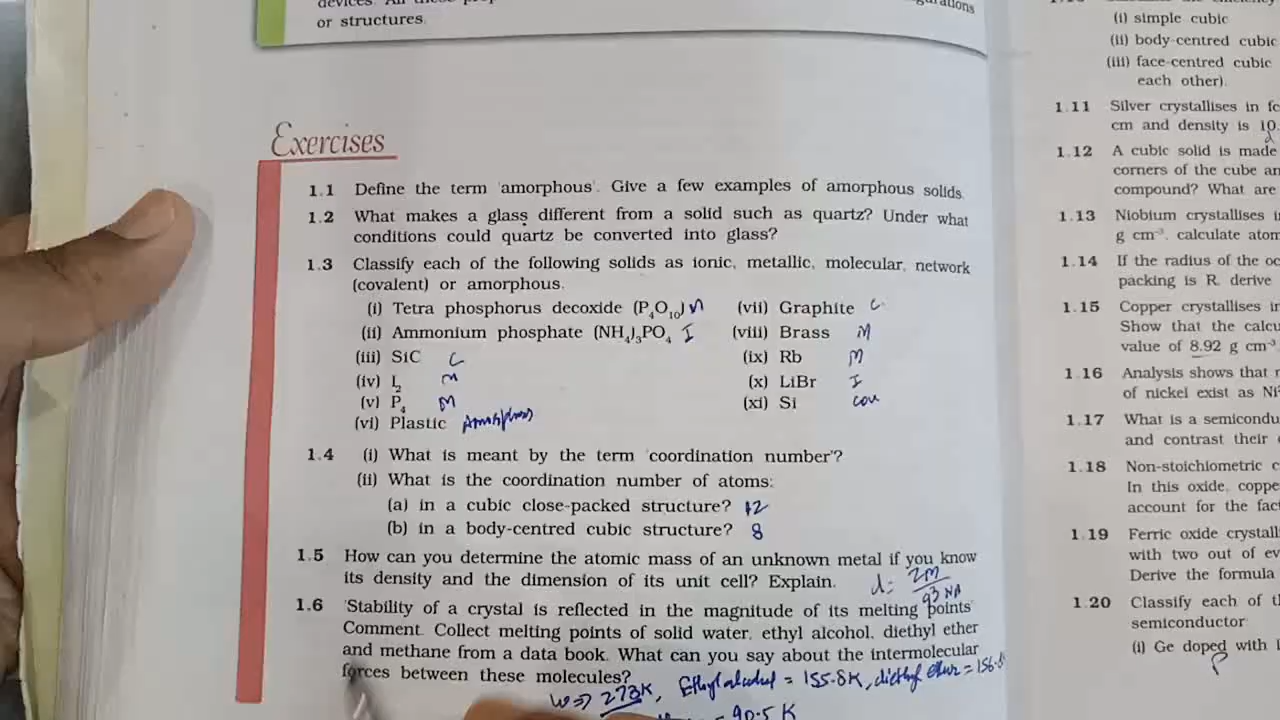 or structures.
Exercises
1.1 Define the term 'amorphous'. Give a few examples of amorphous solids.
1.2 What makes a glass different from a solid such as quartz? Under what
conditions could quartz be converted into glass?
1.3 Classify each of the following solids as ionic, metallic, molecular, network
(covalent) or amorphous.
(i) Tetra phosphorus decoxide (P₄O₁₀) (vii) Graphite C
(ii) Ammonium phosphate (NH₄)₃PO₄ I (viii) Brass M
(iii) SiC C (ix) Rb M
(iv) I₂ M (x) LiBr I
(v) P₄ M (xi) Si cov
(vi) Plastic Amorphous
1.4 (i) What is meant by the term 'coordination number'?
(ii) What is the coordination number of atoms:
(a) in a cubic close-packed structure? 12
(b) in a body-centred cubic structure? 8
1.5 How can you determine the atomic mass of an unknown metal if you know
its density and the dimension of its unit cell? Explain. d = ZM
a3 NA
1.6 'Stability of a crystal is reflected in the magnitude of its melting points'.
Comment. Collect melting points of solid water, ethyl alcohol, diethyl ether
and methane from a data book. What can you say about the intermolecular
forces between these molecules?
W => 273K, Ethyl alcohol = 155.8K, diethyl ether = 156.8
= 90.5 K
(i) simple cubic
(ii) body-centred cubic
(iii) face-centred cubic
each other).
1.11 Silver crystallises in fc
cm and density is 10.
1.12 A cubic solid is made
corners of the cube an
compound? What are
1.13 Niobium crystallises i
g cm⁻³, calculate atom
1.14 If the radius of the oc
packing is R, derive
1.15 Copper crystallises in
Show that the calcu
value of 8.92 g cm⁻³
1.16 Analysis shows that n
of nickel exist as Ni²
1.17 What is a semicondu
and contrast their
1.18 Non-stoichiometric c
In this oxide, coppe
account for the fact
1.19 Ferric oxide crystall
with two out of ev
Derive the formula
1.20 Classify each of t
semiconductor:
(i) Ge doped with I
P